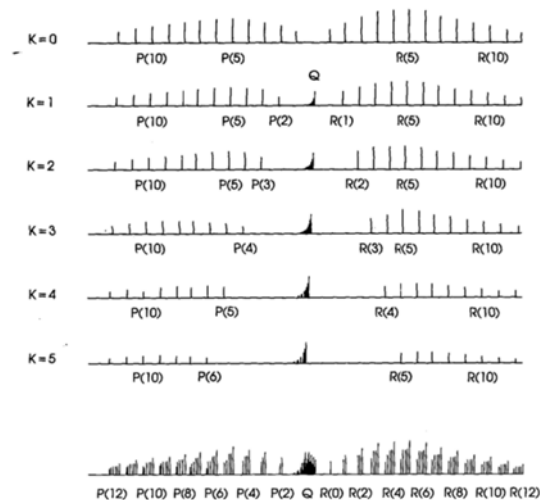 K=0
P(10) P(5) R(5) R(10)
Q
K=1
P(10) P(5) P(2) R(1) R(5) R(10)
K=2
P(10) P(5) P(3) R(2) R(5) R(10)
K=3
P(10) P(4) R(3) R(5) R(10)
K=4
P(10) P(5) R(4) R(10)
K=5
P(10) P(6) R(5) R(10)
P(12) P(10) P(8) P(6) P(4) P(2) Q R(0) R(2) R(4) R(6) R(8) R(10) R(12)